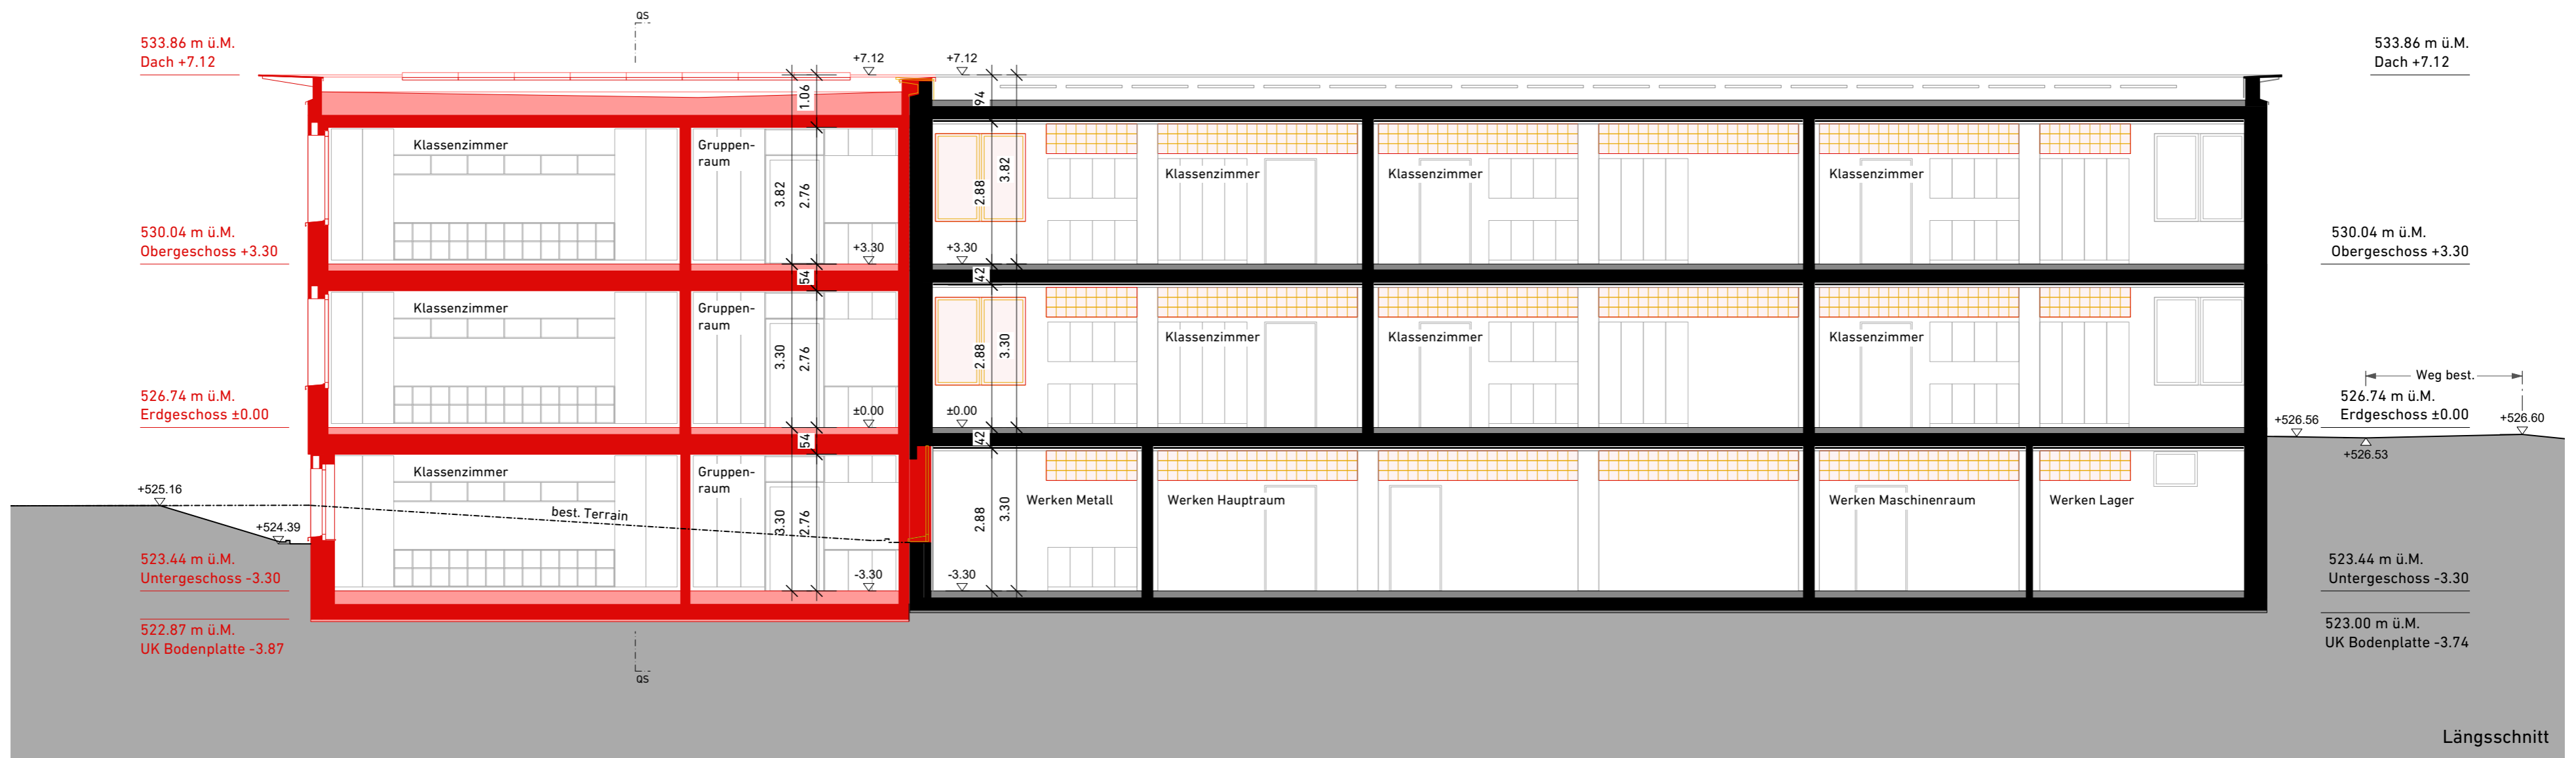 QS
533.86 m ü.M.
Dach +7.12
+7.12
+7.12
533.86 m ü.M.
Dach +7.12
1.06
94
Klassenzimmer
Gruppen-
raum
3.82
2.76
2.88
3.82
Klassenzimmer
Klassenzimmer
Klassenzimmer
530.04 m ü.M.
Obergeschoss +3.30
+3.30
+3.30
530.04 m ü.M.
Obergeschoss +3.30
54
42
Klassenzimmer
Gruppen-
raum
3.30
2.76
2.88
3.30
Klassenzimmer
Klassenzimmer
Klassenzimmer
Weg best.
526.74 m ü.M.
Erdgeschoss ±0.00
±0.00
±0.00
526.74 m ü.M.
Erdgeschoss ±0.00
+526.56
+526.60
+526.53
54
42
Klassenzimmer
Gruppen-
raum
+525.16
+524.39
best. Terrain
3.30
2.76
2.88
3.30
Werken Metall
Werken Hauptraum
Werken Maschinenraum
Werken Lager
523.44 m ü.M.
Untergeschoss -3.30
-3.30
-3.30
523.44 m ü.M.
Untergeschoss -3.30
522.87 m ü.M.
UK Bodenplatte -3.87
523.00 m ü.M.
UK Bodenplatte -3.74
QS
Längsschnitt